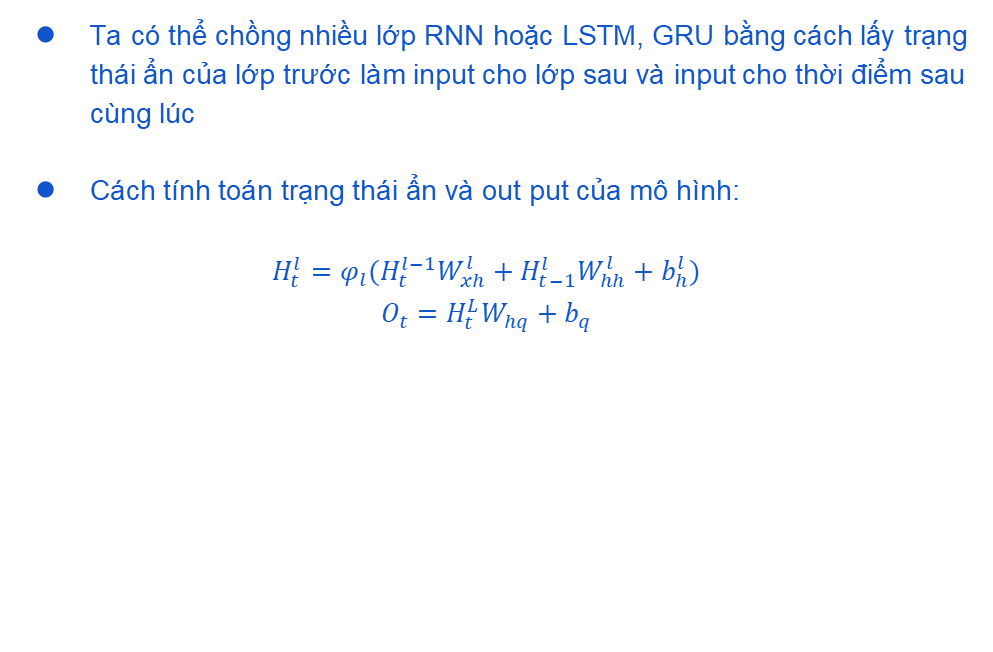 ● Ta có thể chồng nhiều lớp RNN hoặc LSTM, GRU bằng cách lấy trạng
thái ẩn của lớp trước làm input cho lớp sau và input cho thời điểm sau
cùng lúc
● Cách tính toán trạng thái ẩn và out put của mô hình:
$H_t^l = \varphi_l(H_t^{l-1} W_{xh}^l + H_{t-1}^l W_{hh}^l + b_h^l)$
$O_t = H_t^L W_{hq} + b_q$